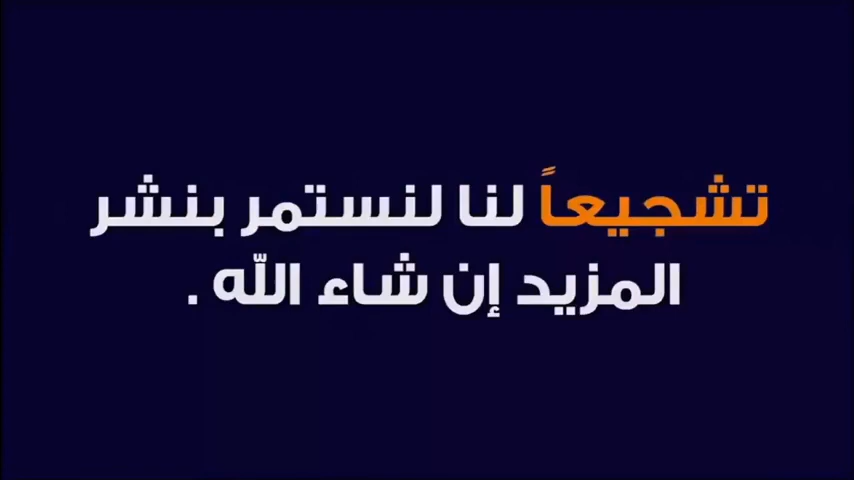 تشجيعاً لنا لنستمر بنشر
المزيد إن شاء الله .